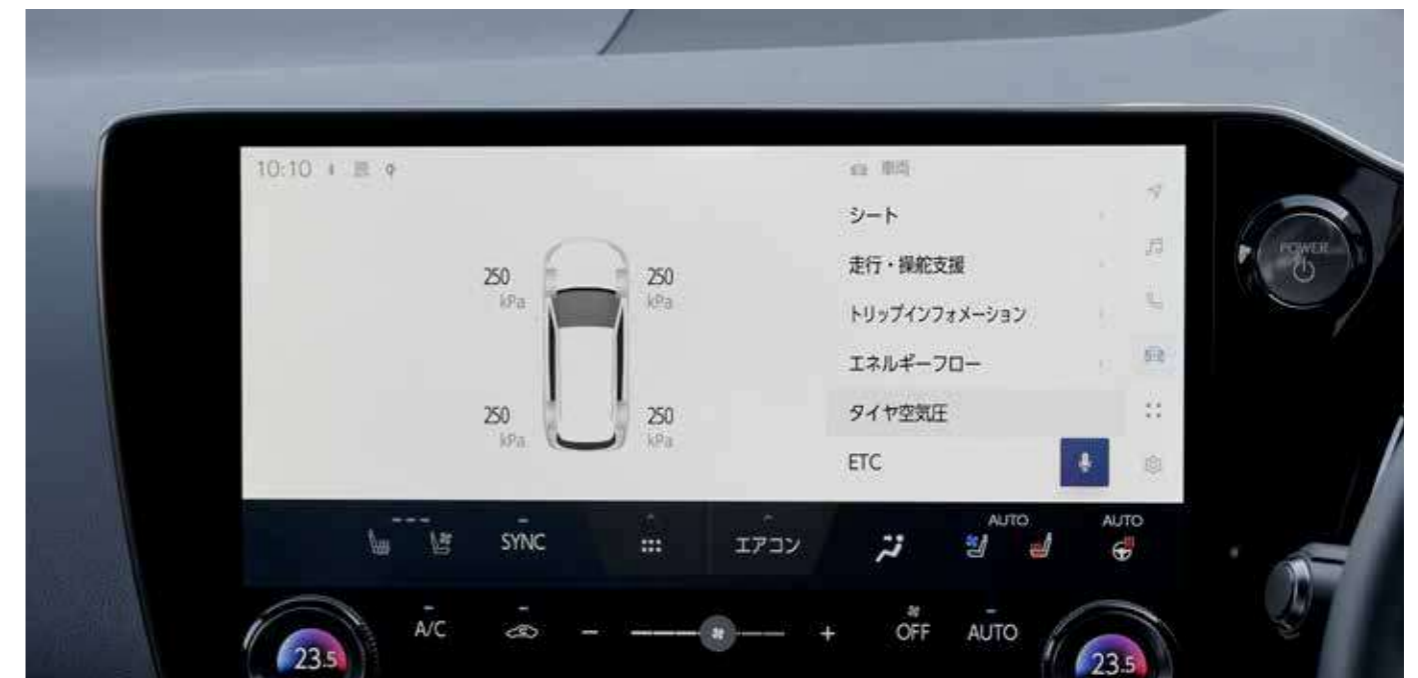 10:10
車両
シート
POWER
走行・操舵支援
250 250
kPa kPa
トリップインフォメーション
エネルギーフロー
タイヤ空気圧
250 250
kPa kPa
ETC
AUTO AUTO
SYNC
エアコン
A/C
OFF AUTO
23.5 23.5